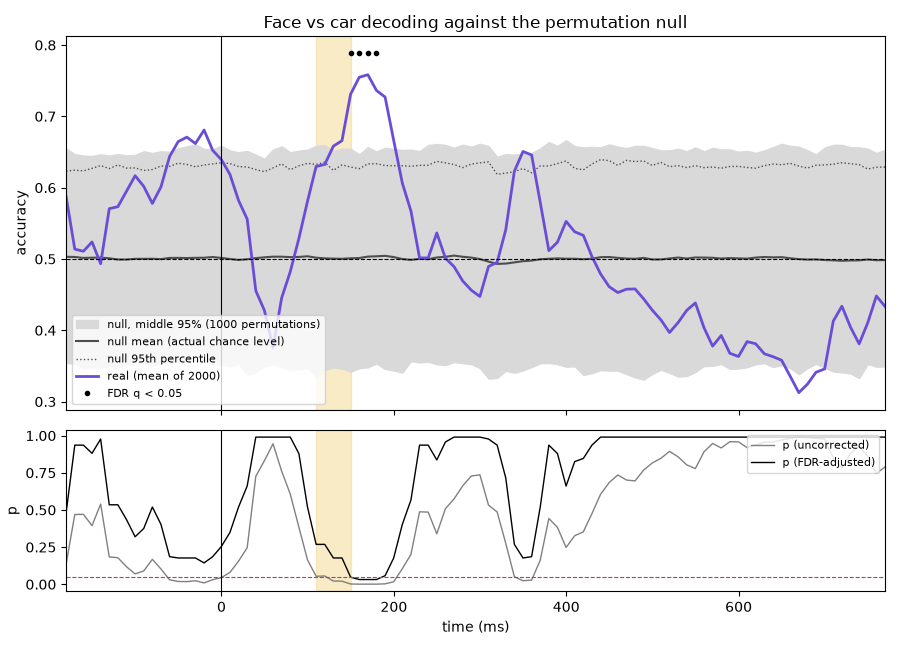 Face vs car decoding against the permutation null
accuracy
0.8
0.7
0.6
0.5
0.4
0.3
null, middle 95% (1000 permutations)
null mean (actual chance level)
null 95th percentile
real (mean of 2000)
FDR q < 0.05
p
1.00
0.75
0.50
0.25
0.00
p (uncorrected)
p (FDR-adjusted)
0 200 400 600
time (ms)